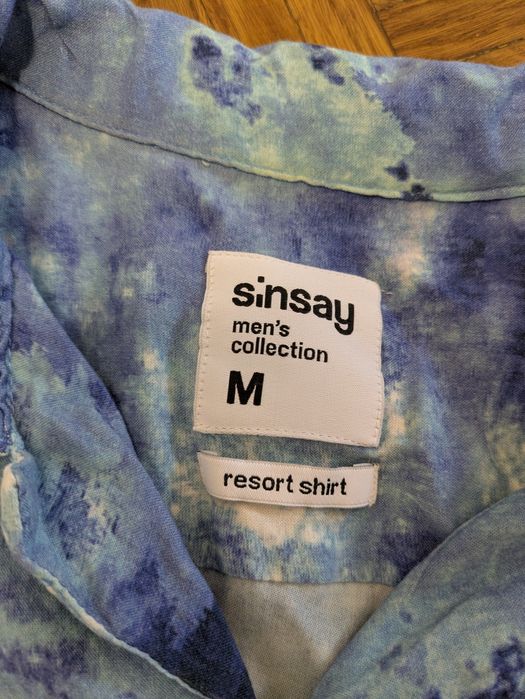 sinsay
men's
collection
M
resort shirt